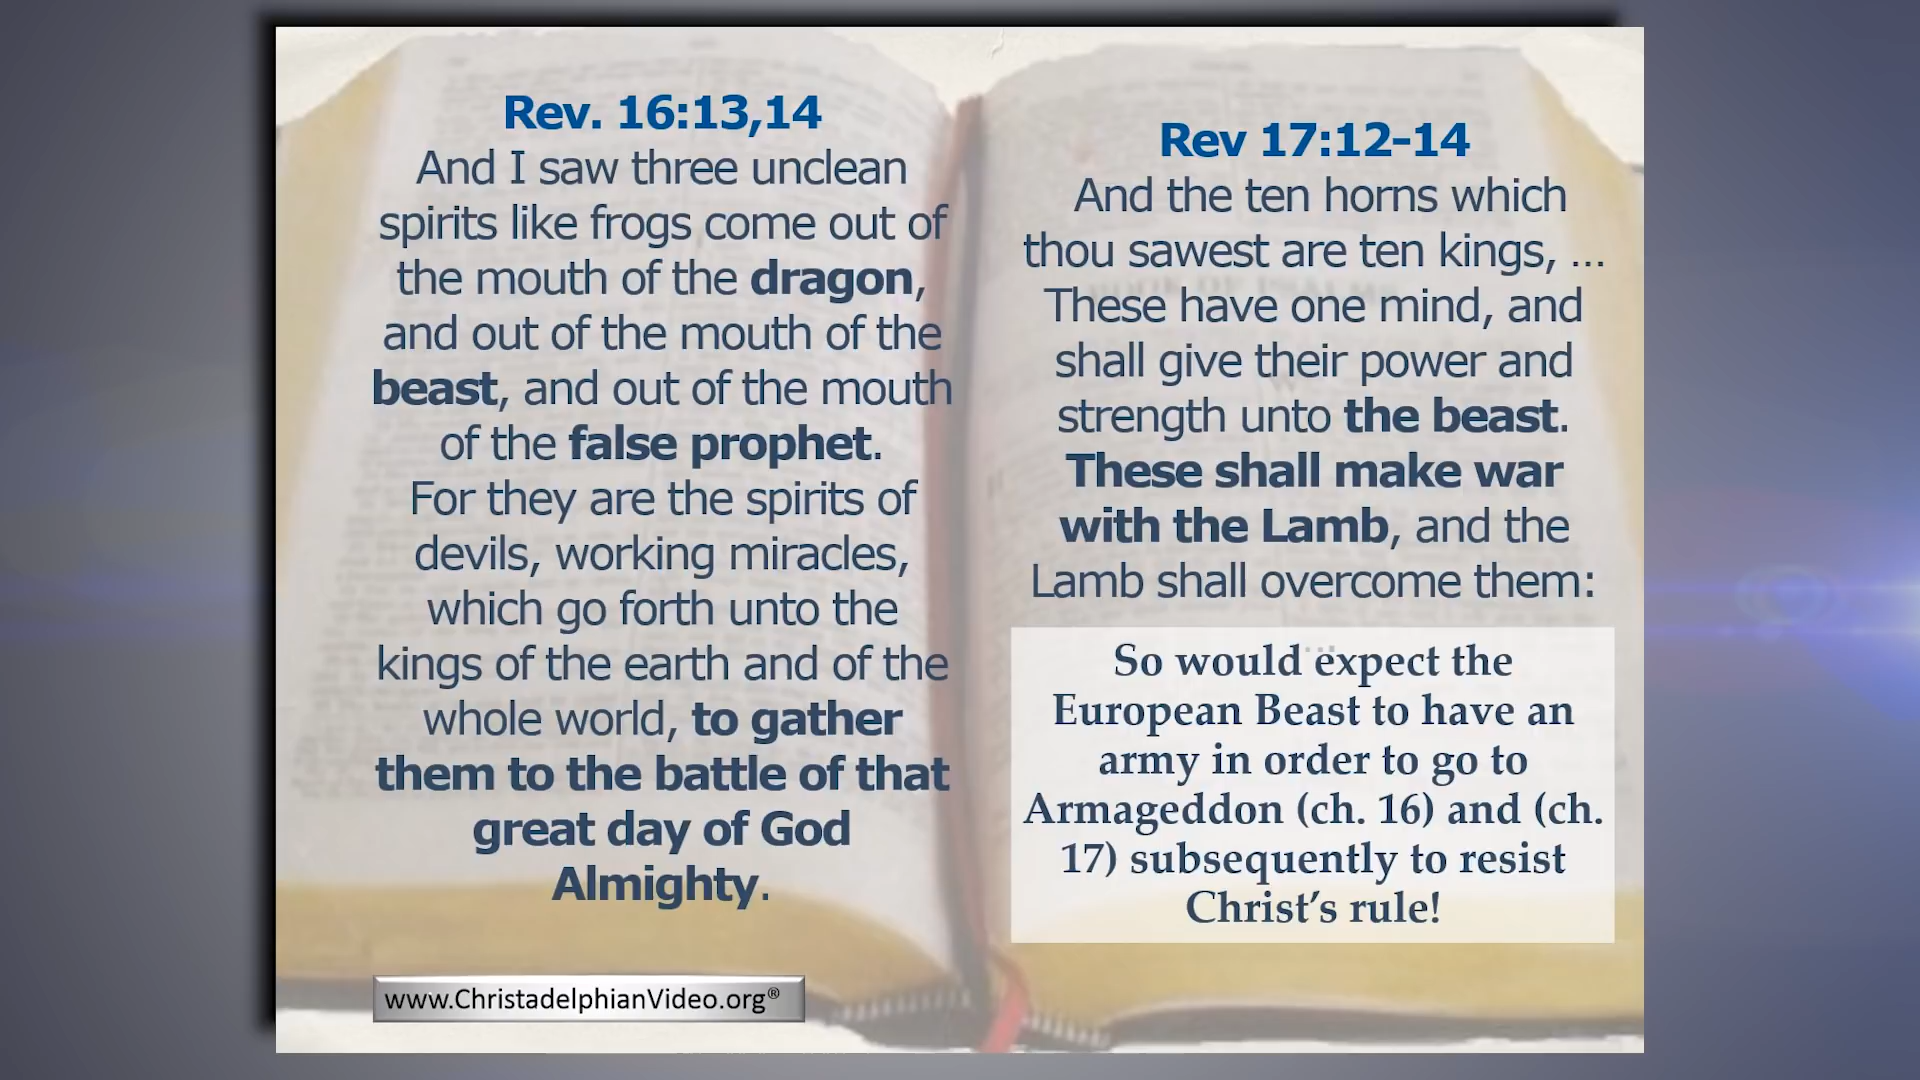 Rev. 16:13,14
And I saw three unclean
spirits like frogs come out of
the mouth of the dragon,
and out of the mouth of the
beast, and out of the mouth
of the false prophet.
For they are the spirits of
devils, working miracles,
which go forth unto the
kings of the earth and of the
whole world, to gather
them to the battle of that
great day of God
Almighty.
www.ChristadelphianVideo.org®
Rev 17:12-14
And the ten horns which
thou sawest are ten kings, ...
These have one mind, and
shall give their power and
strength unto the beast.
These shall make war
with the Lamb, and the
Lamb shall overcome them:
...
So would expect the
European Beast to have an
army in order to go to
Armageddon (ch. 16) and (ch.
17) subsequently to resist
Christ's rule!